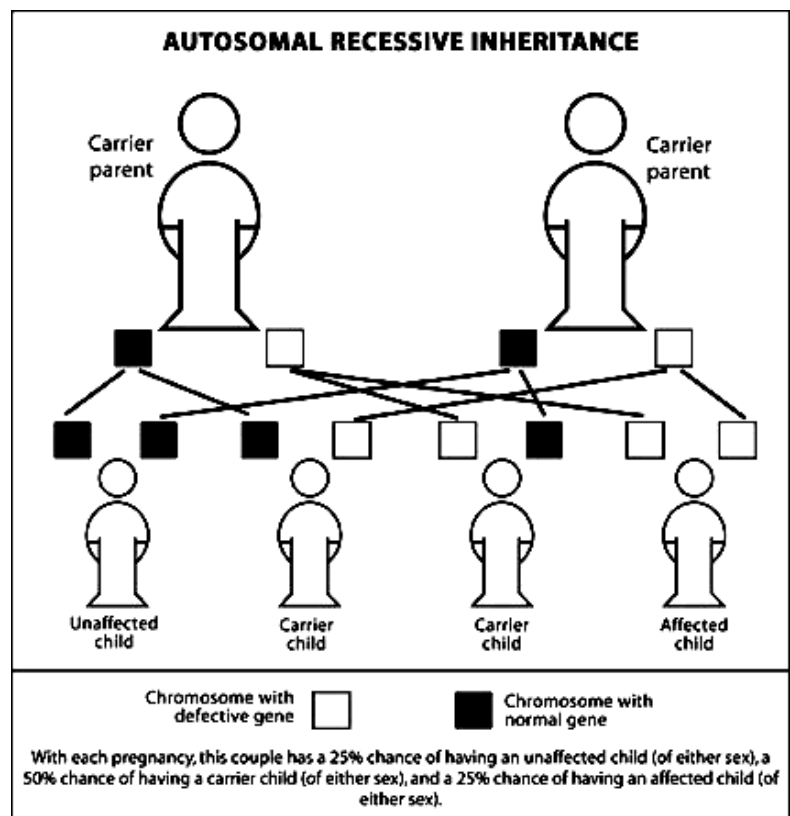 AUTOSOMAL RECESSIVE INHERITANCE
Carrier
parent
Carrier
parent
Unaffected
child
Carrier
child
Carrier
child
Affected
child
Chromosome with
defective gene
Chromosome with
normal gene
With each pregnancy, this couple has a 25% chance of having an unaffected child (of either sex), a
50% chance of having a carrier child (of either sex), and a 25% chance of having an affected child (of
either sex).